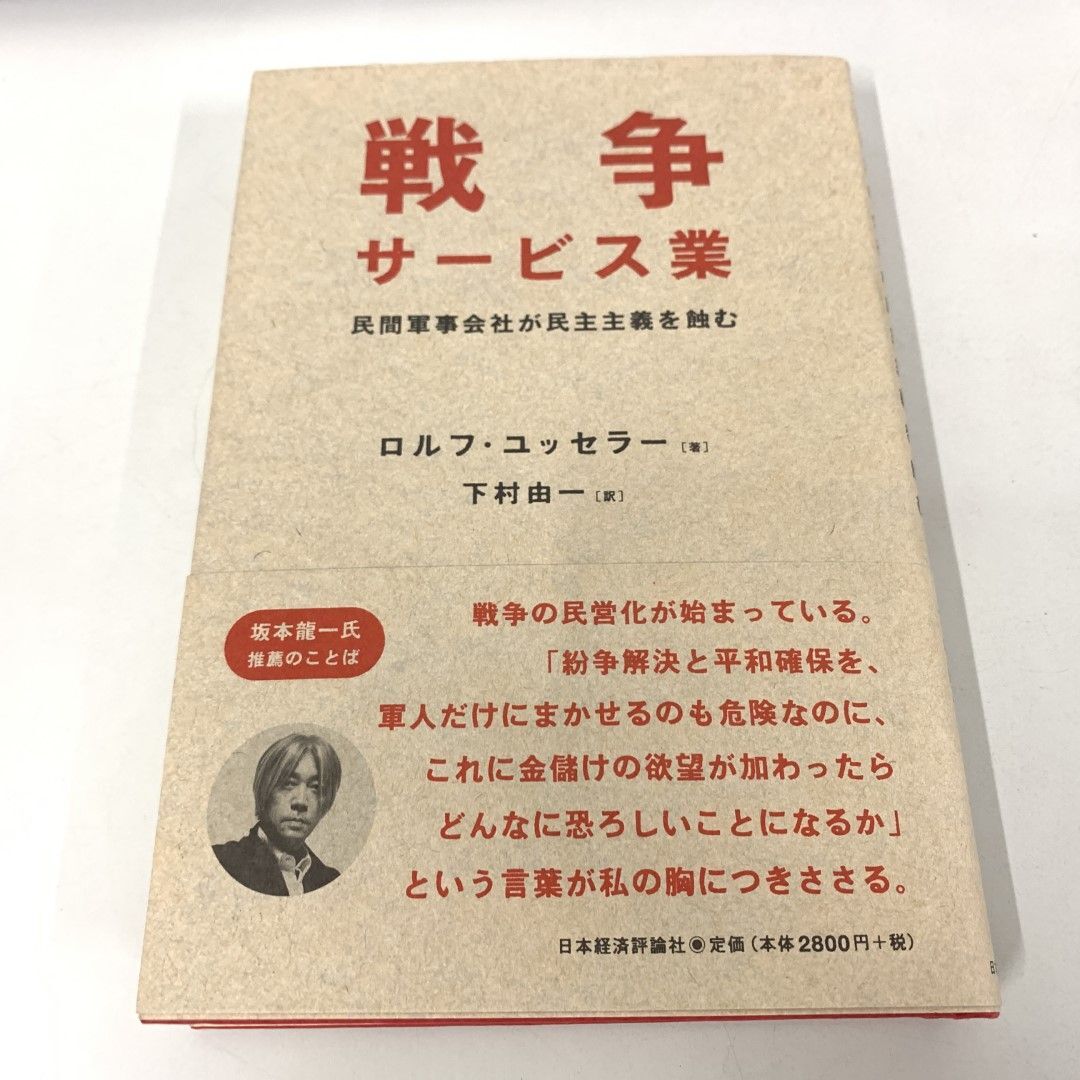 戦争
サービス業
民間軍事会社が民主主義を蝕む
ロルフ・ユッセラー[著]
下村由一[訳]
坂本龍一氏
推薦のことば
戦争の民営化が始まっている。
「紛争解決と平和確保を、
軍人だけにまかせるのも危険なのに、
これに金儲けの欲望が加わったら
どんなに恐ろしいことになるか」
という言葉が私の胸につきささる。
日本経済評論社◉定価(本体2800円+税)